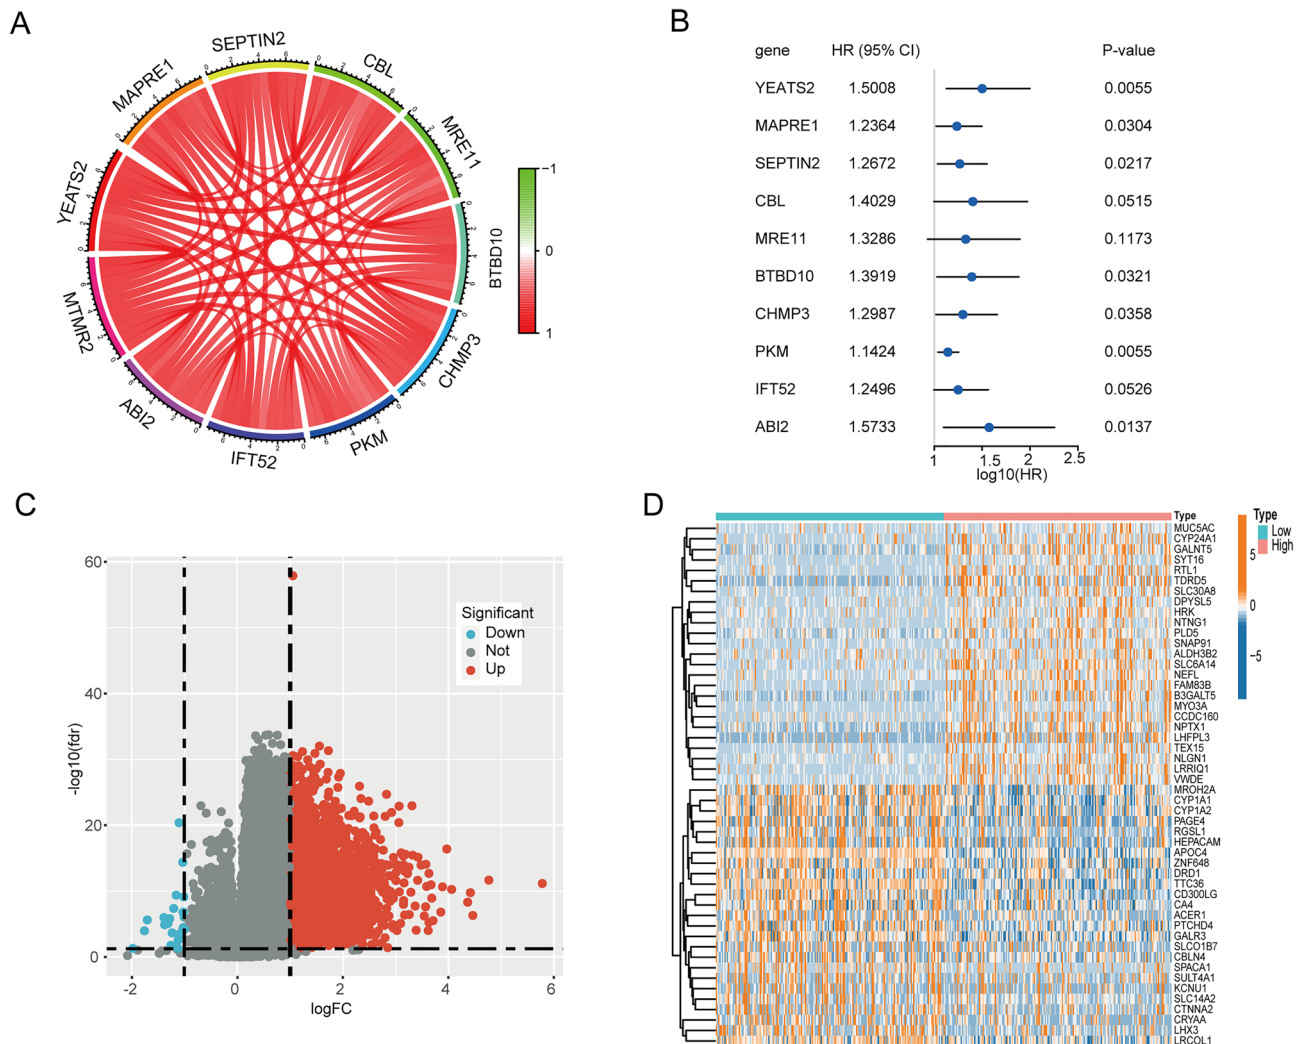 A
SEPTIN2
CBL
MAPRE1
MRE11
YEATS2
BTBD10
MTMR2
CHMP3
ABI2
PKM
IFT52
−1
0
1
B
gene HR (95% CI) P-value
YEATS2 1.5008 0.0055
MAPRE1 1.2364 0.0304
SEPTIN2 1.2672 0.0217
CBL 1.4029 0.0515
MRE11 1.3286 0.1173
BTBD10 1.3919 0.0321
CHMP3 1.2987 0.0358
PKM 1.1424 0.0055
IFT52 1.2496 0.0526
ABI2 1.5733 0.0137
1 1.5 2 2.5
log10(HR)
C
60
40
20
0
-log10(fdr)
-2 0 2 4 6
logFC
Significant
Down
Not
Up
D
Type
MUC5AC
CYP24A1
GALNT5
SYT16
RTL1
TDRD5
SLC30A8
DPYSL5
HRK
NTNG1
PLD5
SNAP91
ALDH3B2
SLC6A14
NEFL
FAM83B
B3GALT5
MYO3A
CCDC160
NPTX1
LHFPL3
TEX15
NLGN1
LRRIQ1
VWDE
MROH2A
CYP1A1
CYP1A2
PAGE4
RGSL1
HEPACAM
APOC4
ZNF648
DRD1
TTC36
CD300LG
CA4
ACER1
PTCHD4
GALR3
SLCO1B7
CBLN4
SPACA1
SULT4A1
KCNU1
SLC14A2
CTNNA2
CRYAA
LHX3
LRCOL1
Type
Low
High
5
0
−5